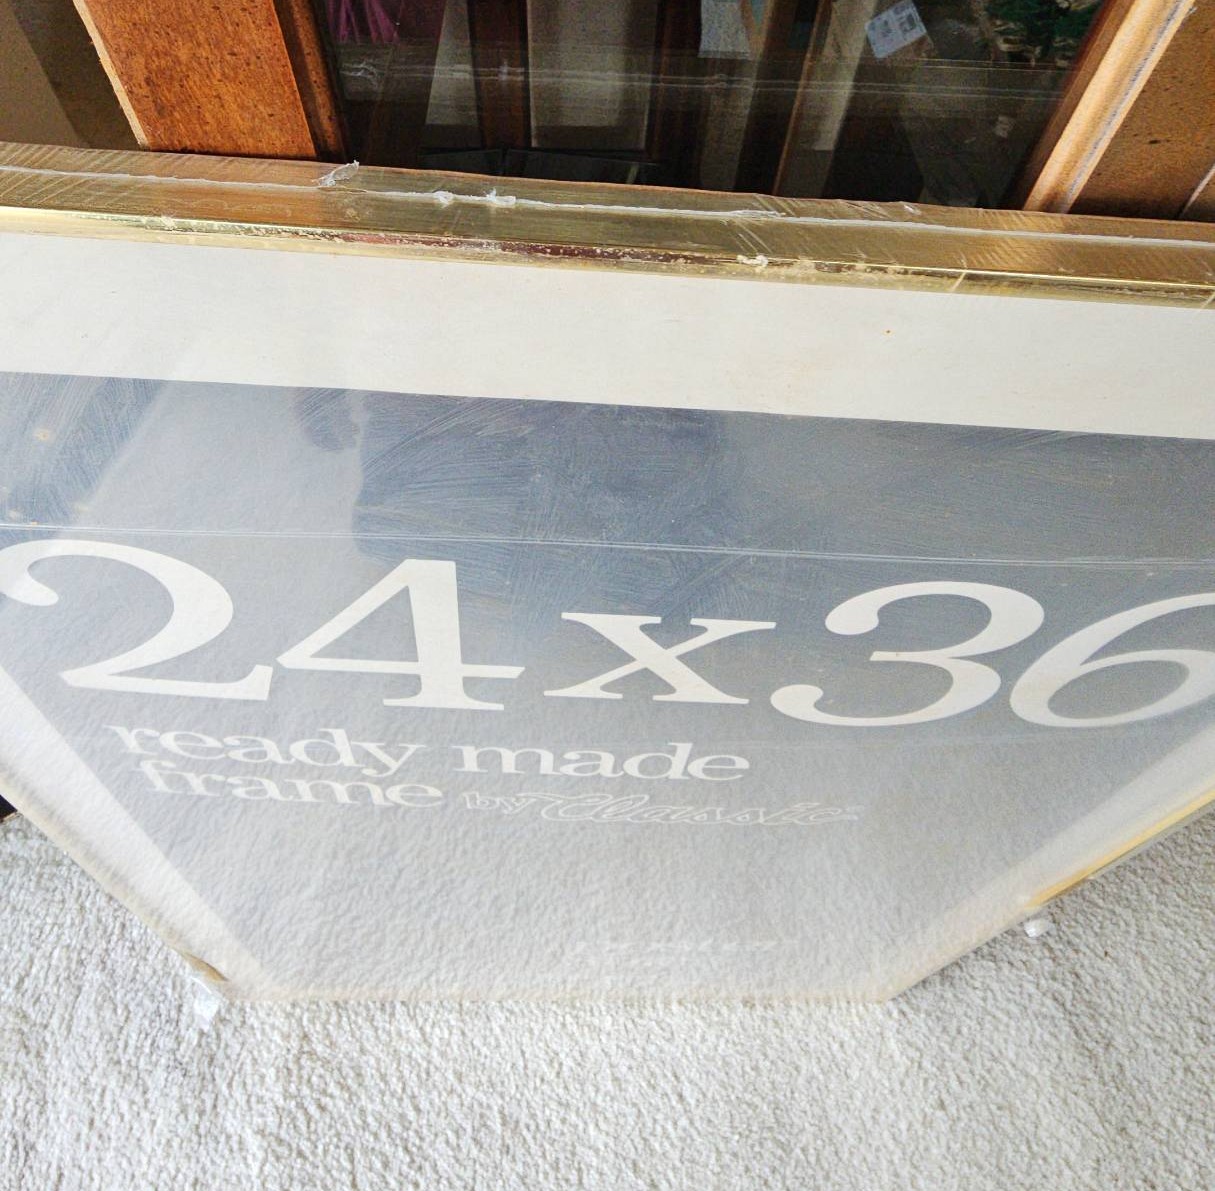 24x36
ready made
frame by Classic